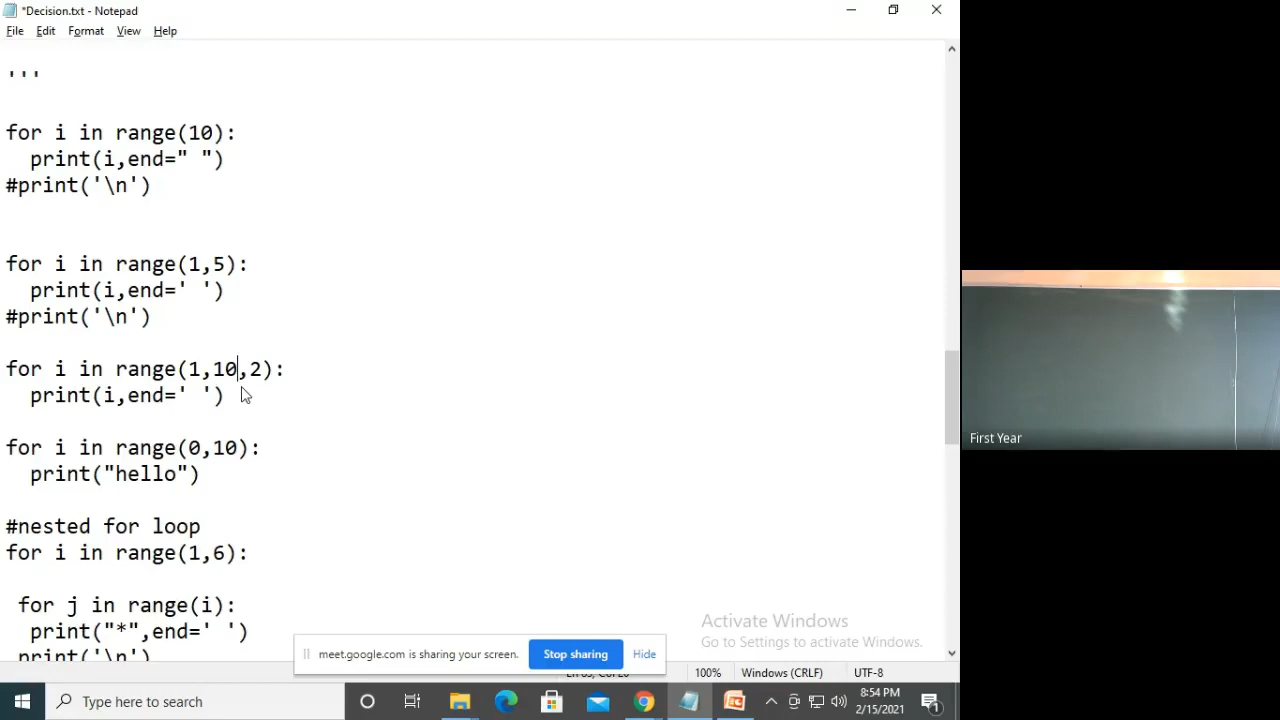 *Decision.txt - Notepad
File Edit Format View Help
'''
for i in range(10):
  print(i,end=" ")
#print('\n')
for i in range(1,5):
  print(i,end=' ')
#print('\n')
for i in range(1,10,2):
  print(i,end=' ')
for i in range(0,10):
  print("hello")
#nested for loop
for i in range(1,6):
 for j in range(i):
  print("*",end=' ')
print('\n')
First Year
Activate Windows
Go to Settings to activate Windows.
meet.google.com is sharing your screen. Stop sharing Hide
100% Windows (CRLF) UTF-8
Type here to search
8:54 PM
2/15/2021
1